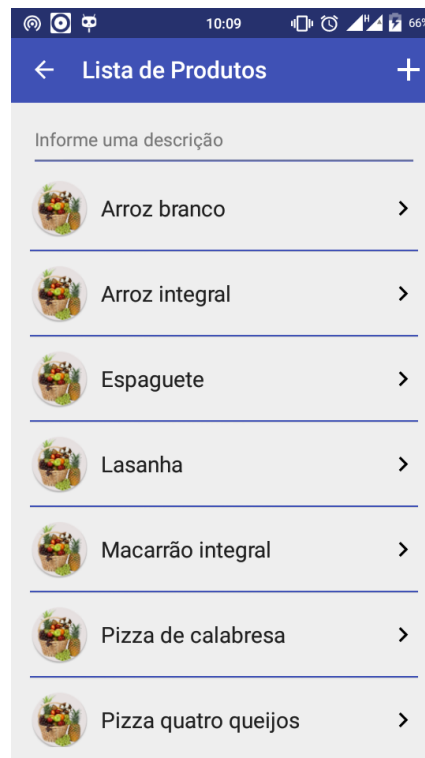 10:09
H
66%
Lista de Produtos
Informe uma descrição
Arroz branco
Arroz integral
Espaguete
Lasanha
Macarrão integral
Pizza de calabresa
Pizza quatro queijos